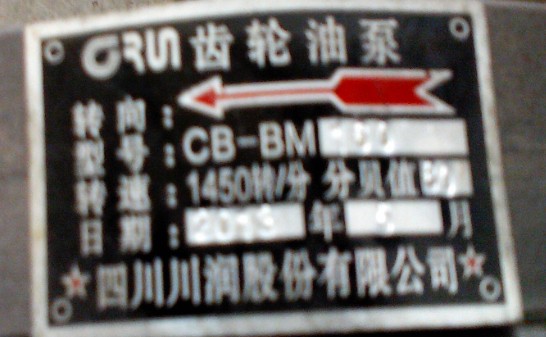 CRUN 齿轮油泵
转向:
型号:CB-BM
转速:1450转/分 分贝值
日期:2013 年 月
四川川润股份有限公司